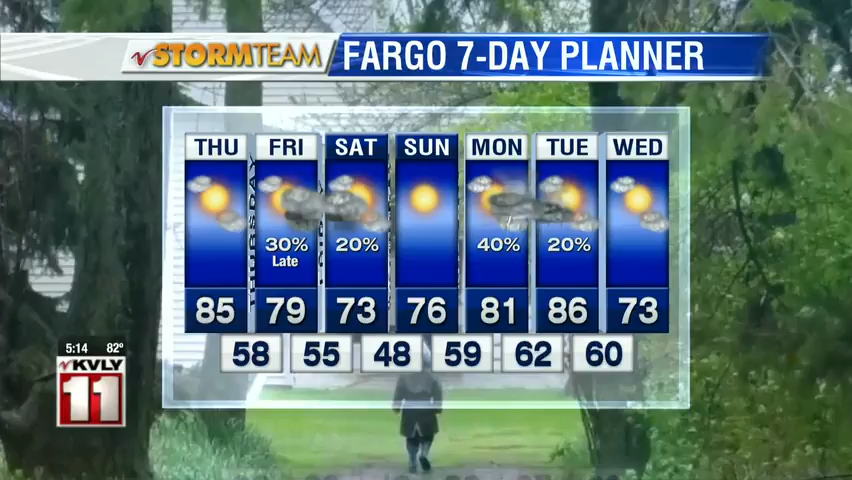 STORMTEAM
FARGO 7-DAY PLANNER
THU FRI SAT SUN MON TUE WED
30% 20% 40% 20%
Late
85 79 73 76 81 86 73
58 55 48 59 62 60
5:14 82°
KVLY
11